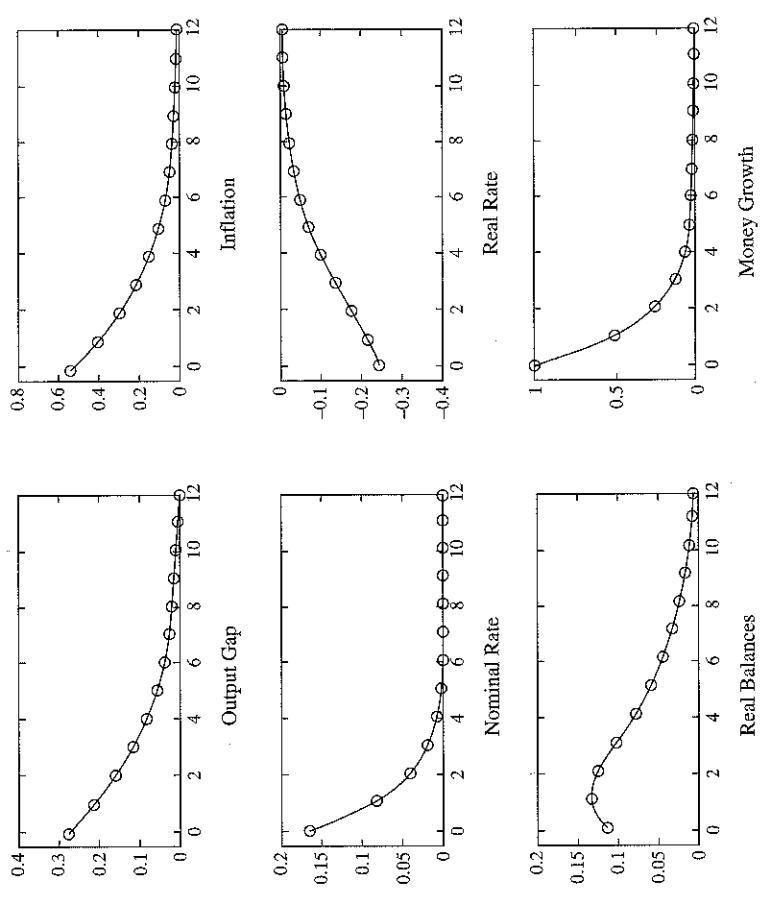 0.4
0.3
0.2
0.1
0
0 2 4 6 8 10 12
Output Gap
0.8
0.6
0.4
0.2
0
0 2 4 6 8 10 12
Inflation
0.2
0.15
0.1
0.05
0
0 2 4 6 8 10 12
Nominal Rate
0
-0.1
-0.2
-0.3
-0.4
0 2 4 6 8 10 12
Real Rate
0.2
0.15
0.1
0.05
0
0 2 4 6 8 10 12
Real Balances
1
0.5
0
0 2 4 6 8 10 12
Money Growth